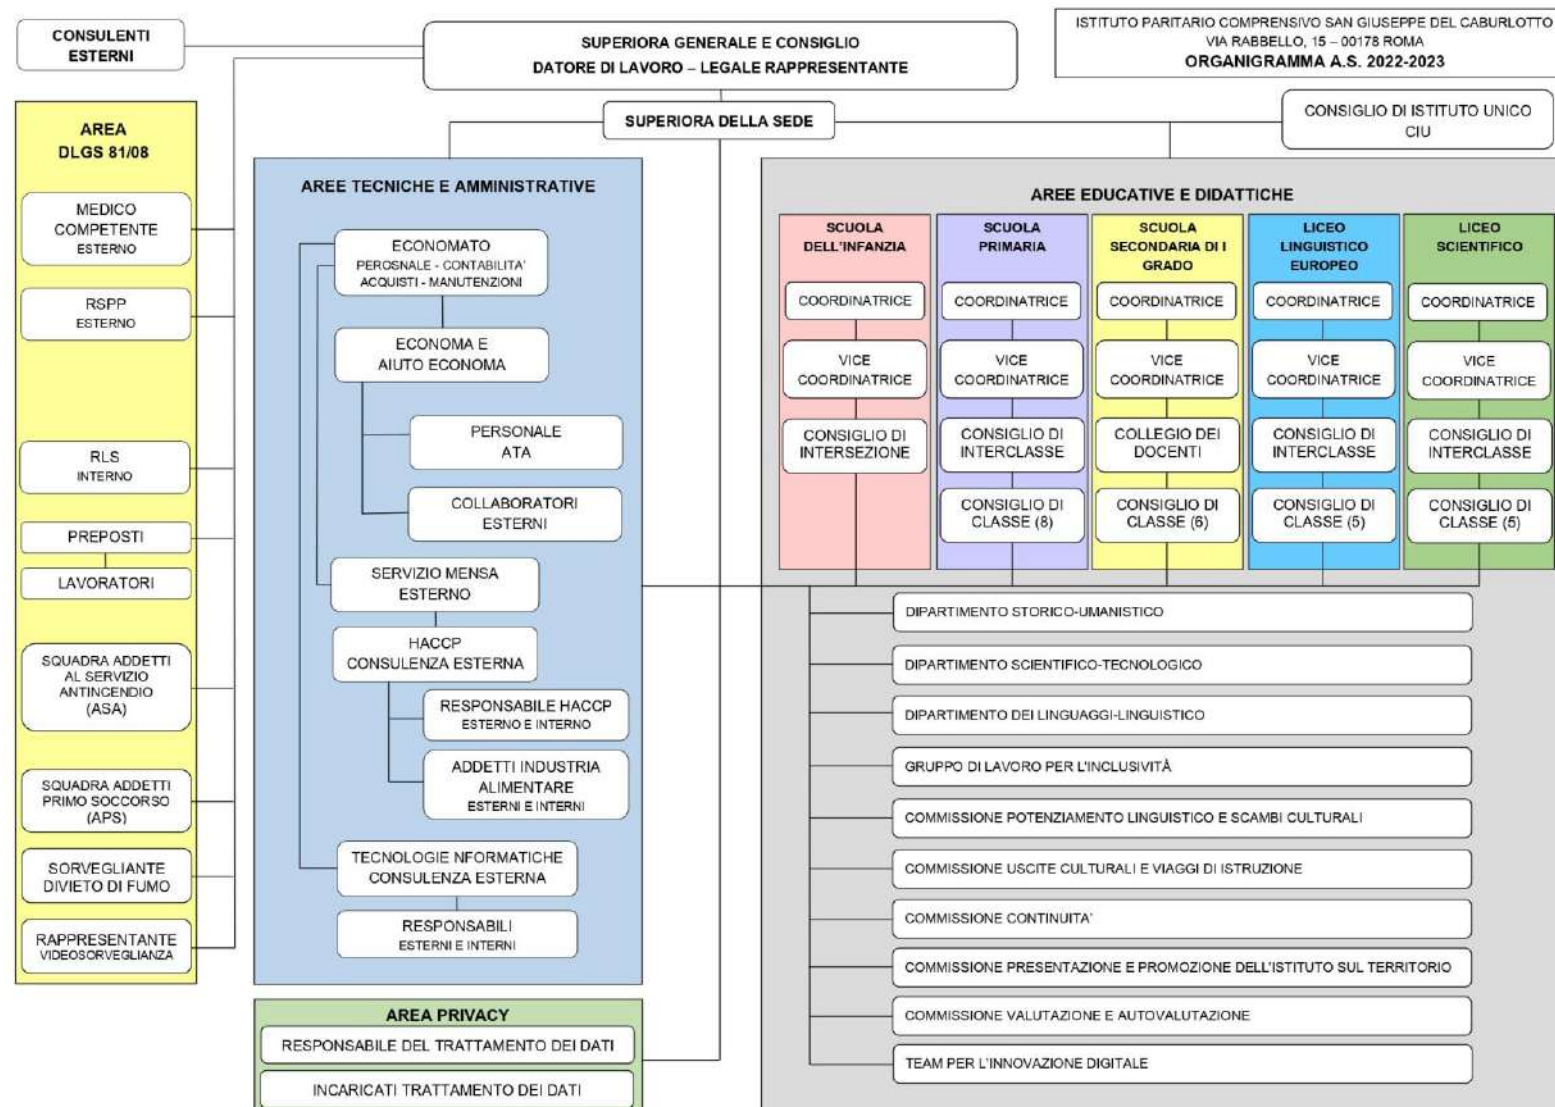 CONSULENTI
ESTERNI
SUPERIORA GENERALE E CONSIGLIO
DATORE DI LAVORO – LEGALE RAPPRESENTANTE
ISTITUTO PARITARIO COMPRENSIVO SAN GIUSEPPE DEL CABURLOTTO
VIA RABBELLO, 15 – 00178 ROMA
ORGANIGRAMMA A.S. 2022-2023
SUPERIORA DELLA SEDE
CONSIGLIO DI ISTITUTO UNICO
CIU
AREA
DLGS 81/08
MEDICO
COMPETENTE
ESTERNO
RSPP
ESTERNO
RLS
INTERNO
PREPOSTI
LAVORATORI
SQUADRA ADDETTI
AL SERVIZIO
ANTINCENDIO
(ASA)
SQUADRA ADDETTI
PRIMO SOCCORSO
(APS)
SORVEGLIANTE
DIVIETO DI FUMO
RAPPRESENTANTE
VIDEOSORVEGLIANZA
AREE TECNICHE E AMMINISTRATIVE
ECONOMATO
PEROSNALE - CONTABILITA'
ACQUISTI - MANUTENZIONI
ECONOMA E
AIUTO ECONOMA
PERSONALE
ATA
COLLABORATORI
ESTERNI
SERVIZIO MENSA
ESTERNO
HACCP
CONSULENZA ESTERNA
RESPONSABILE HACCP
ESTERNO E INTERNO
ADDETTI INDUSTRIA
ALIMENTARE
ESTERNI E INTERNI
TECNOLOGIE NFORMATICHE
CONSULENZA ESTERNA
RESPONSABILI
ESTERNI E INTERNI
AREA PRIVACY
RESPONSABILE DEL TRATTAMENTO DEI DATI
INCARICATI TRATTAMENTO DEI DATI
AREE EDUCATIVE E DIDATTICHE
SCUOLA
DELL'INFANZIA
COORDINATRICE
VICE
COORDINATRICE
CONSIGLIO DI
INTERSEZIONE
SCUOLA
PRIMARIA
COORDINATRICE
VICE
COORDINATRICE
CONSIGLIO DI
INTERCLASSE
CONSIGLIO DI
CLASSE (8)
SCUOLA
SECONDARIA DI I
GRADO
COORDINATRICE
VICE
COORDINATRICE
COLLEGIO DEI
DOCENTI
CONSIGLIO DI
CLASSE (6)
LICEO
LINGUISTICO
EUROPEO
COORDINATRICE
VICE
COORDINATRICE
CONSIGLIO DI
INTERCLASSE
CONSIGLIO DI
CLASSE (5)
LICEO
SCIENTIFICO
COORDINATRICE
VICE
COORDINATRICE
CONSIGLIO DI
INTERCLASSE
CONSIGLIO DI
CLASSE (5)
DIPARTIMENTO STORICO-UMANISTICO
DIPARTIMENTO SCIENTIFICO-TECNOLOGICO
DIPARTIMENTO DEI LINGUAGGI-LINGUISTICO
GRUPPO DI LAVORO PER L'INCLUSIVITÀ
COMMISSIONE POTENZIAMENTO LINGUISTICO E SCAMBI CULTURALI
COMMISSIONE USCITE CULTURALI E VIAGGI DI ISTRUZIONE
COMMISSIONE CONTINUITA'
COMMISSIONE PRESENTAZIONE E PROMOZIONE DELL'ISTITUTO SUL TERRITORIO
COMMISSIONE VALUTAZIONE E AUTOVALUTAZIONE
TEAM PER L'INNOVAZIONE DIGITALE